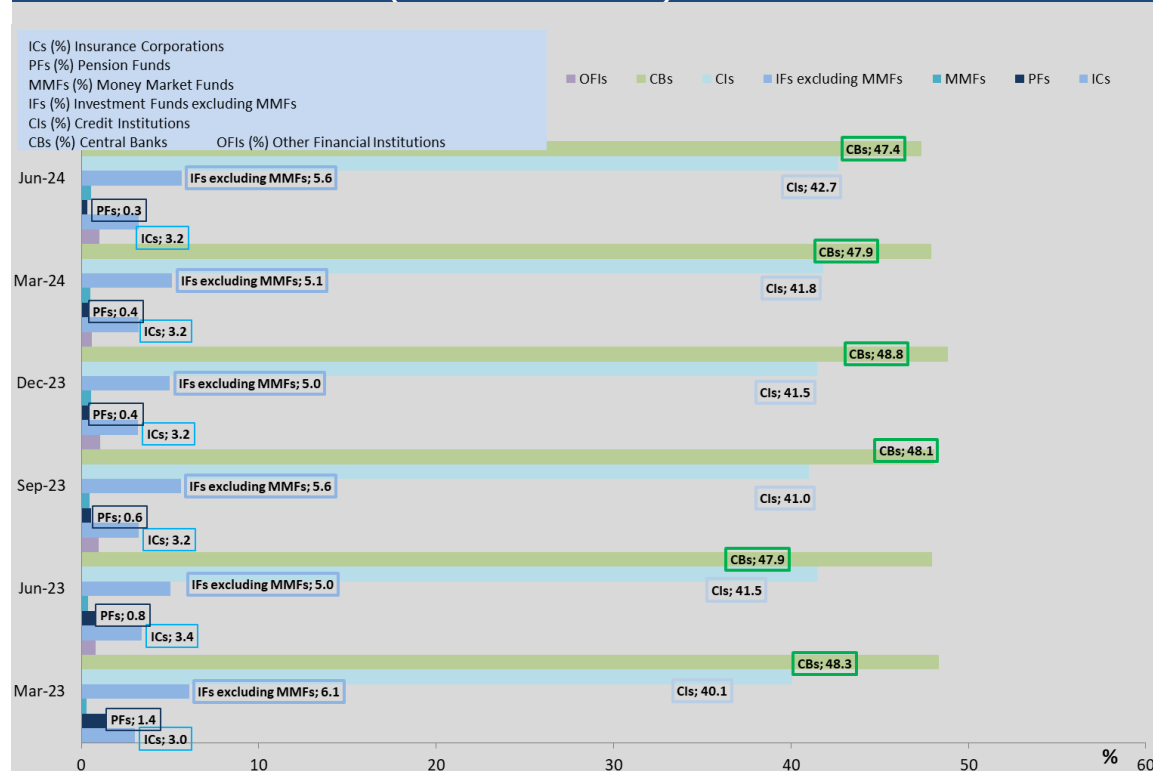 ICs (%) Insurance Corporations
PFs (%) Pension Funds
MMFs (%) Money Market Funds
IFs (%) Investment Funds excluding MMFs
CIs (%) Credit Institutions
CBs (%) Central Banks OFIs (%) Other Financial Institutions
OFIs CBs CIs IFs excluding MMFs MMFs PFs ICs
CBs; 47.4
Jun-24
IFs excluding MMFs; 5.6
CIs; 42.7
PFs; 0.3
ICs; 3.2
CBs; 47.9
Mar-24
IFs excluding MMFs; 5.1
CIs; 41.8
PFs; 0.4
ICs; 3.2
CBs; 48.8
Dec-23
IFs excluding MMFs; 5.0
CIs; 41.5
PFs; 0.4
ICs; 3.2
CBs; 48.1
Sep-23
IFs excluding MMFs; 5.6
CIs; 41.0
PFs; 0.6
ICs; 3.2
CBs; 47.9
Jun-23
IFs excluding MMFs; 5.0
CIs; 41.5
PFs; 0.8
ICs; 3.4
CBs; 48.3
Mar-23
IFs excluding MMFs; 6.1
CIs; 40.1
PFs; 1.4
ICs; 3.0
%
0 10 20 30 40 50 60